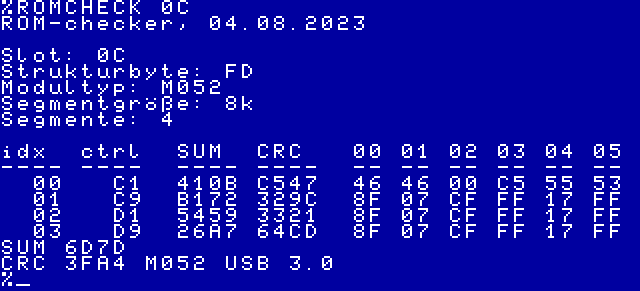 %ROMCHECK 0C
ROM-checker, 04.08.2023
Slot: 0C
Strukturbyte: FD
Modultyp: M052
Segmentgröße: 8k
Segmente: 4
idx ctrl SUM CRC 00 01 02 03 04 05
---- ---- ---- ---- -- -- -- -- -- --
00 C1 410B C547 46 46 00 C5 55 53
01 C9 B172 329C 8F 07 CF FF 17 FF
02 D1 5459 3321 8F 07 CF FF 17 FF
03 D9 26A7 64CD 8F 07 CF FF 17 FF
SUM 6D7D
CRC 3FA4 M052 USB 3.0
%_